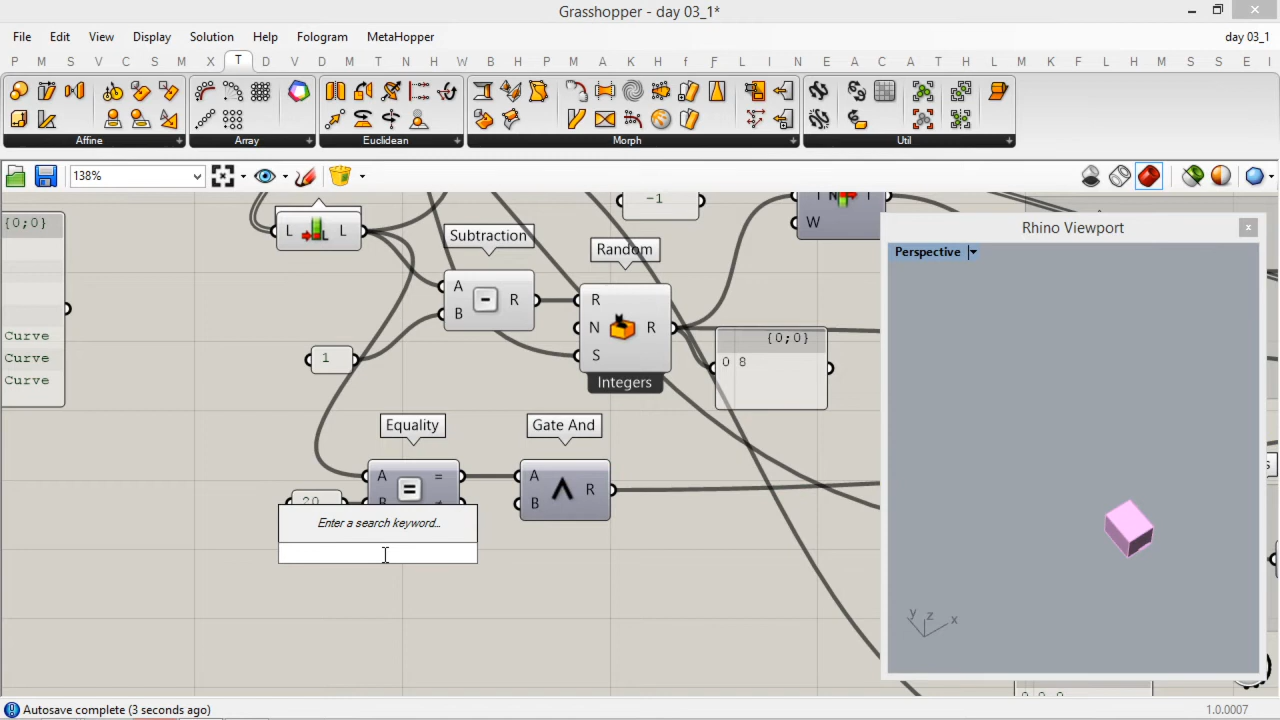 Grasshopper - day 03_1*
File Edit View Display Solution Help Fologram MetaHopper day 03_1
P M S V C S M X T D V D M T N E H W R B H P M A K H F Z L I N E A P M H E F K M C R L H P S S E I
Affine Array Euclidean Morph Util
138%
{0;0}
Curve
Curve
Curve
L L
Subtraction
A
B
R
1
Random
R
N
S
R
Integers
-1
T N T
W
{0;0}
0 8
Equality
A
B
=
≠
20
Gate And
A
B
R
Enter a search keyword...
Rhino Viewport
Perspective
y z x
Autosave complete (3 seconds ago)
1.0.0007